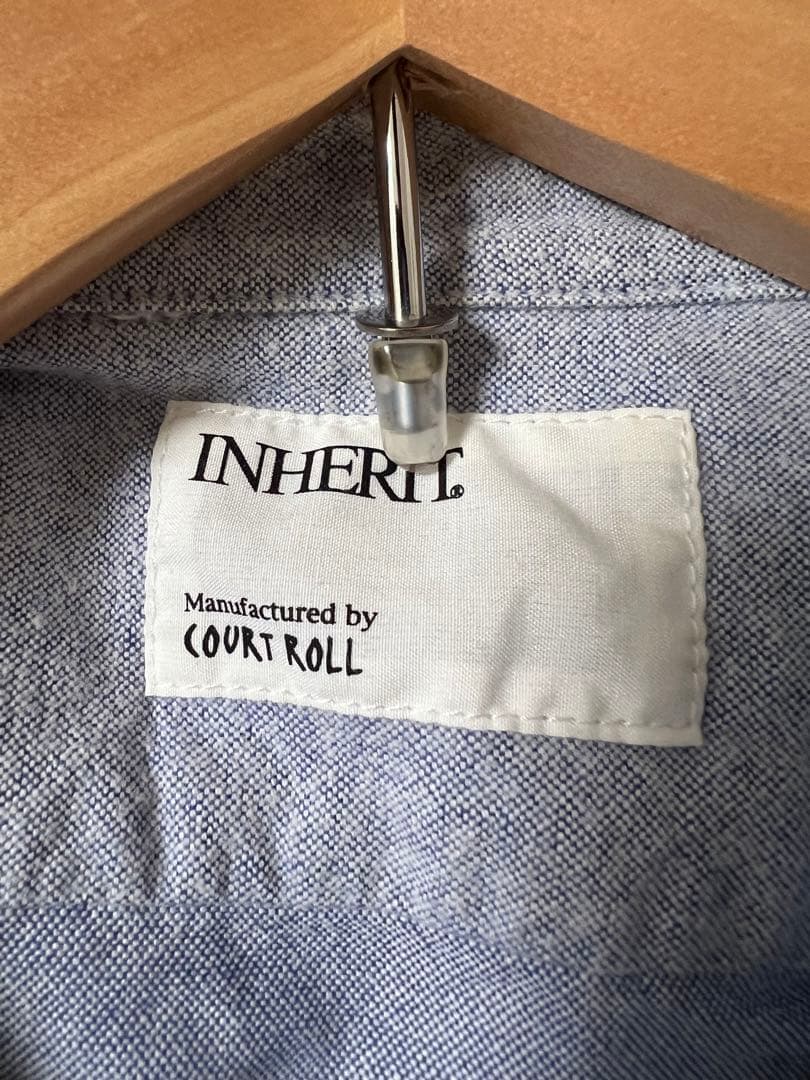 INHERIT®
Manufactured by
COURT ROLL